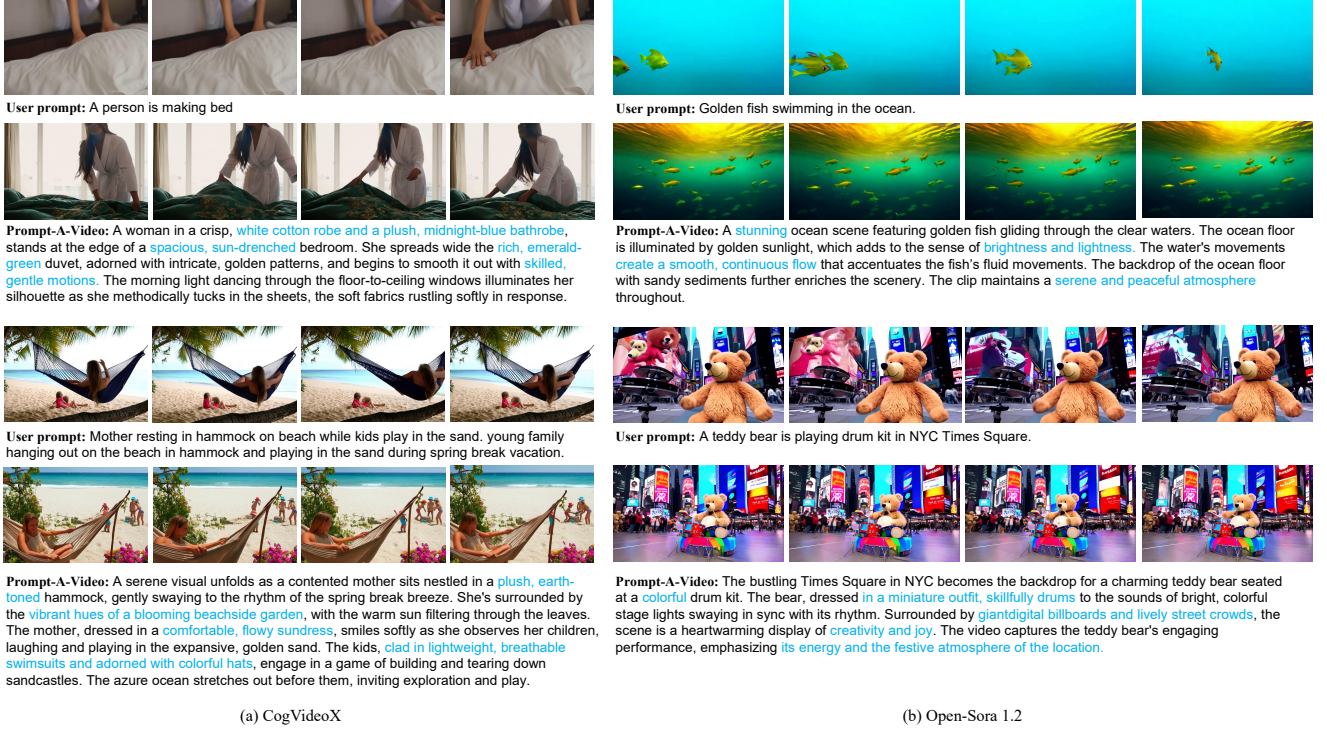 User prompt: A person is making bed
Prompt-A-Video: A woman in a crisp, white cotton robe and a plush, midnight-blue bathrobe,
stands at the edge of a spacious, sun-drenched bedroom. She spreads wide the rich, emerald-
green duvet, adorned with intricate, golden patterns, and begins to smooth it out with skilled,
gentle motions. The morning light dancing through the floor-to-ceiling windows illuminates her
silhouette as she methodically tucks in the sheets, the soft fabrics rustling softly in response.
User prompt: Mother resting in hammock on beach while kids play in the sand. young family
hanging out on the beach in hammock and playing in the sand during spring break vacation.
Prompt-A-Video: A serene visual unfolds as a contented mother sits nestled in a plush, earth-
toned hammock, gently swaying to the rhythm of the spring break breeze. She's surrounded by
the vibrant hues of a blooming beachside garden, with the warm sun filtering through the leaves.
The mother, dressed in a comfortable, flowy sundress, smiles softly as she observes her children,
laughing and playing in the expansive, golden sand. The kids, clad in lightweight, breathable
swimsuits and adorned with colorful hats, engage in a game of building and tearing down
sandcastles. The azure ocean stretches out before them, inviting exploration and play.
(a) CogVideoX
User prompt: Golden fish swimming in the ocean.
Prompt-A-Video: A stunning ocean scene featuring golden fish gliding through the clear waters. The ocean floor
is illuminated by golden sunlight, which adds to the sense of brightness and lightness. The water's movements
create a smooth, continuous flow that accentuates the fish's fluid movements. The backdrop of the ocean floor
with sandy sediments further enriches the scenery. The clip maintains a serene and peaceful atmosphere
throughout.
User prompt: A teddy bear is playing drum kit in NYC Times Square.
Prompt-A-Video: The bustling Times Square in NYC becomes the backdrop for a charming teddy bear seated
at a colorful drum kit. The bear, dressed in a miniature outfit, skillfully drums to the sounds of bright, colorful
stage lights swaying in sync with its rhythm. Surrounded by giantdigital billboards and lively street crowds, the
scene is a heartwarming display of creativity and joy. The video captures the teddy bear's engaging
performance, emphasizing its energy and the festive atmosphere of the location.
(b) Open-Sora 1.2